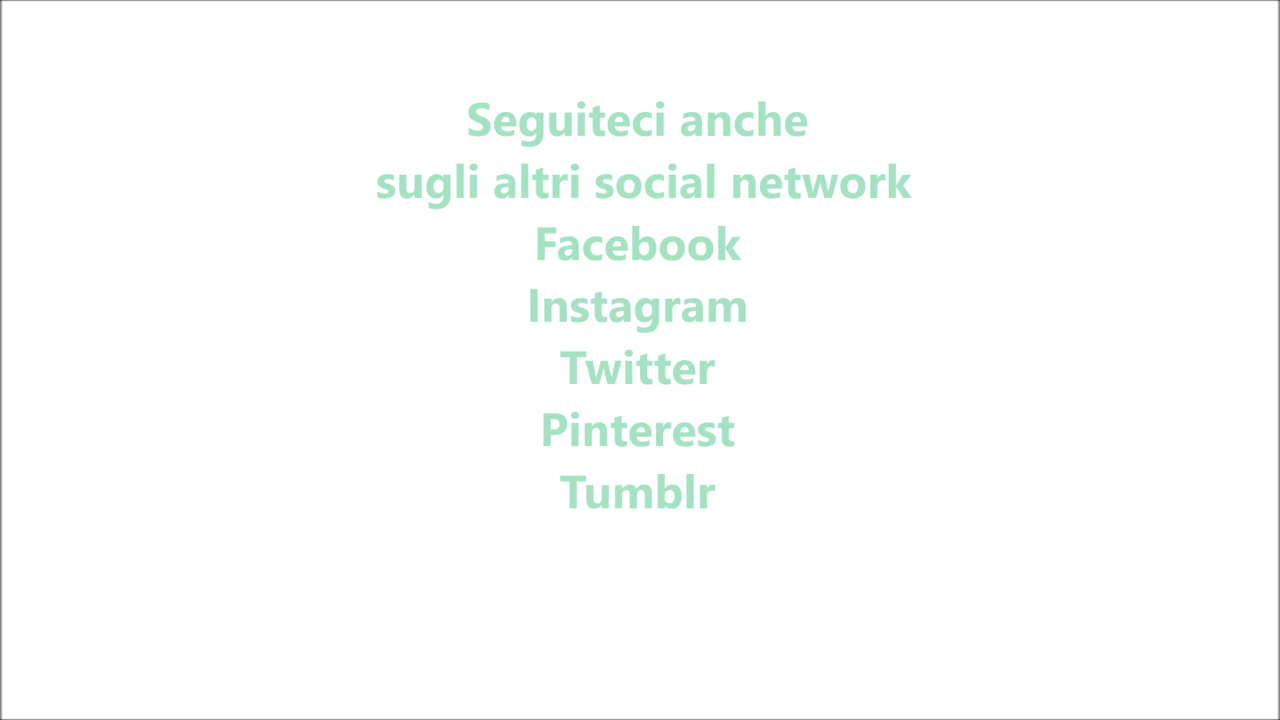 Seguiteci anche
sugli altri social network
Facebook
Instagram
Twitter
Pinterest
Tumblr